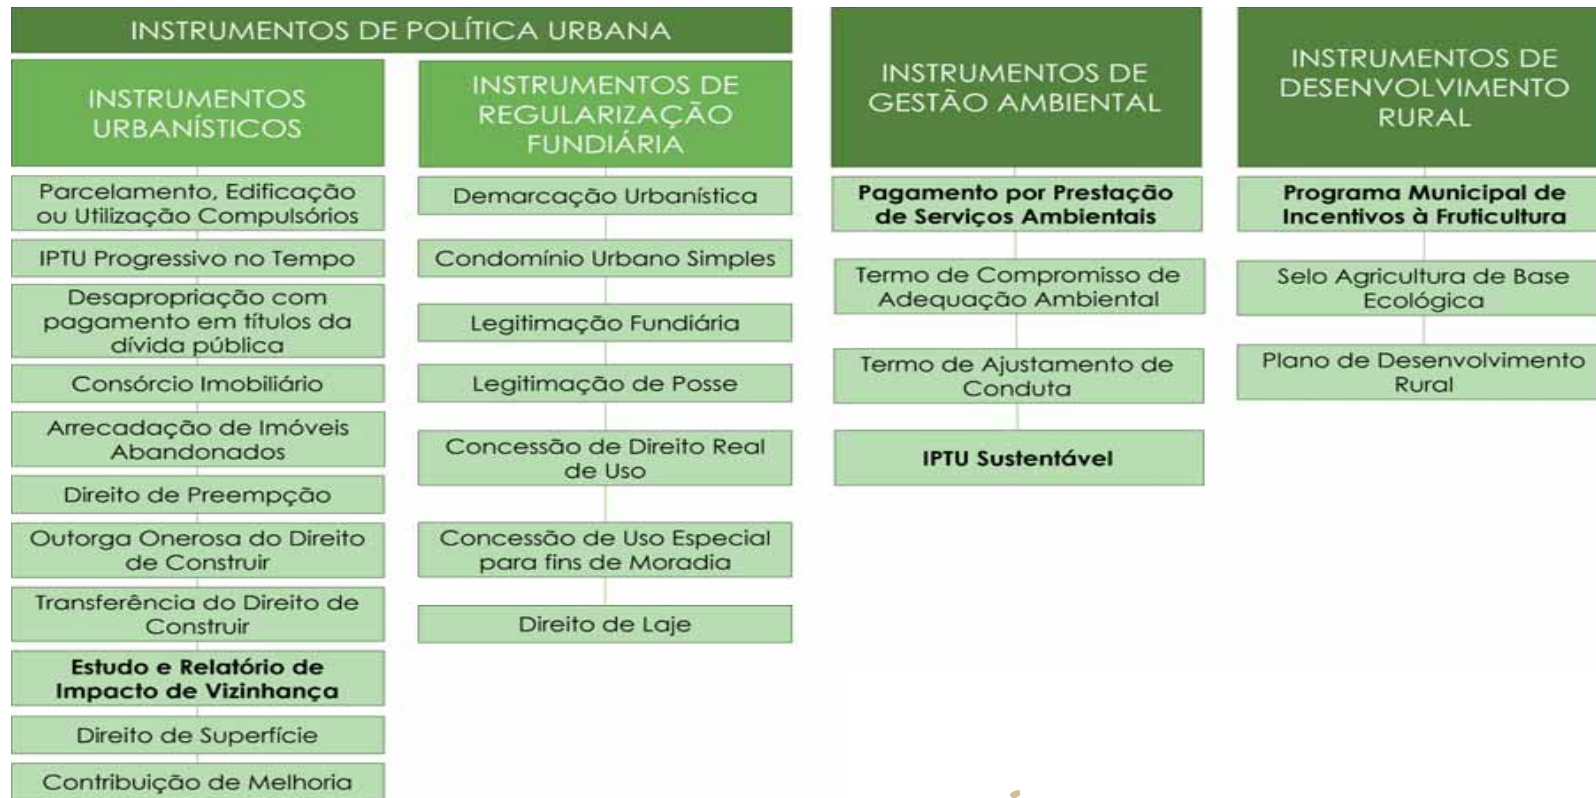 INSTRUMENTOS DE POLÍTICA URBANA
INSTRUMENTOS
URBANÍSTICOS
Parcelamento, Edificação
ou Utilização Compulsórios
IPTU Progressivo no Tempo
Desapropriação com
pagamento em títulos da
dívida pública
Consórcio Imobiliário
Arrecadação de Imóveis
Abandonados
Direito de Preempção
Outorga Onerosa do Direito
de Construir
Transferência do Direito de
Construir
Estudo e Relatório de
Impacto de Vizinhança
Direito de Superfície
Contribuição de Melhoria
INSTRUMENTOS DE
REGULARIZAÇÃO
FUNDIÁRIA
Demarcação Urbanística
Condomínio Urbano Simples
Legitimação Fundiária
Legitimação de Posse
Concessão de Direito Real
de Uso
Concessão de Uso Especial
para fins de Moradia
Direito de Laje
INSTRUMENTOS DE
GESTÃO AMBIENTAL
Pagamento por Prestação
de Serviços Ambientais
Termo de Compromisso de
Adequação Ambiental
Termo de Ajustamento de
Conduta
IPTU Sustentável
INSTRUMENTOS DE
DESENVOLVIMENTO
RURAL
Programa Municipal de
Incentivos à Fruticultura
Selo Agricultura de Base
Ecológica
Plano de Desenvolvimento
Rural